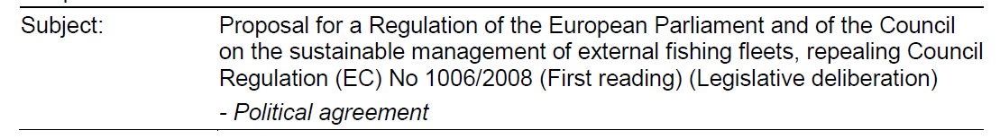 Subject: Proposal for a Regulation of the European Parliament and of the Council
on the sustainable management of external fishing fleets, repealing Council
Regulation (EC) No 1006/2008 (First reading) (Legislative deliberation)
- Political agreement